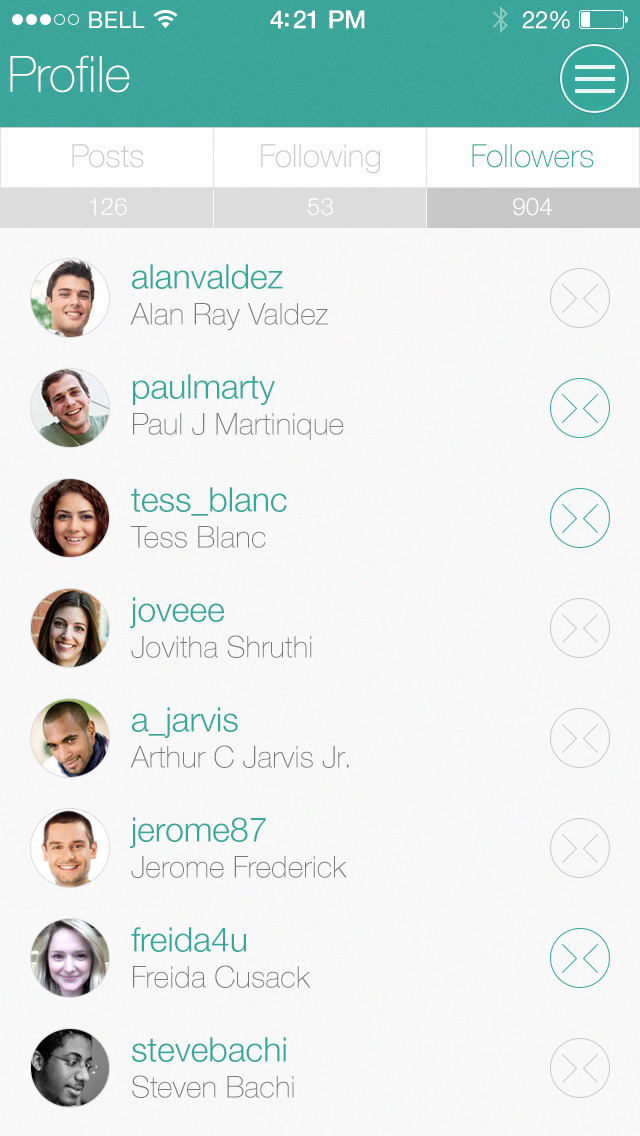 BELL 4:21 PM 22%
Profile
Posts Following Followers
126 53 904
alanvaldez
Alan Ray Valdez
paulmarty
Paul J Martinique
tess_blanc
Tess Blanc
joveee
Jovitha Shruthi
a_jarvis
Arthur C Jarvis Jr.
jerome87
Jerome Frederick
freida4u
Freida Cusack
stevebachi
Steven Bachi